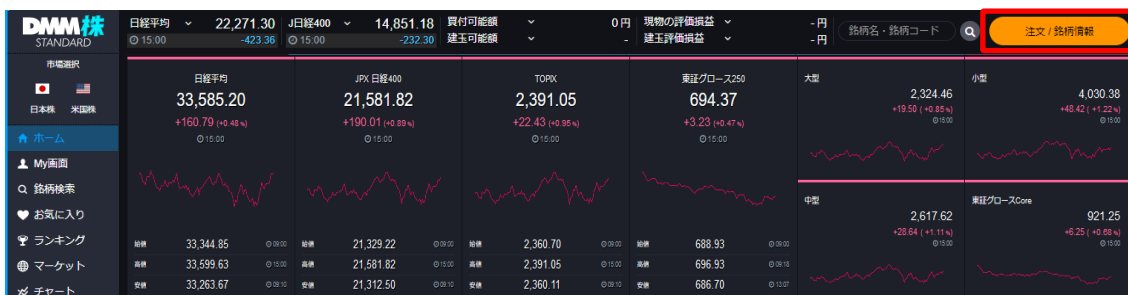 DMM株
STANDARD
日経平均 22,271.30
15:00 -423.36
J日経400 14,851.18
15:00 -232.30
買付可能額 0円
建玉可能額 -
現物の評価損益 -円
建玉評価損益 -円
銘柄名・銘柄コード
注文 / 銘柄情報
市場選択
日本株 米国株
ホーム
My画面
銘柄検索
お気に入り
ランキング
マーケット
チャート
日経平均
33,585.20
+160.79 (+0.48 %)
15:00
始値 33,344.85 09:00
高値 33,599.63 15:00
安値 33,263.67 09:10
JPX 日経400
21,581.82
+190.01 (+0.89 %)
15:00
始値 21,329.22 09:00
高値 21,581.82 15:00
安値 21,312.50 09:10
TOPIX
2,391.05
+22.43 (+0.95 %)
15:00
始値 2,360.70 09:00
高値 2,391.05 15:00
安値 2,360.11 09:10
東証グロース250
694.37
+3.23 (+0.47 %)
15:00
始値 688.93 09:00
高値 696.93 09:18
安値 686.70 13:07
大型
2,324.46
+19.50 ( +0.85 %)
15:00
小型
4,030.38
+48.42 ( +1.22 %)
15:00
中型
2,617.62
+28.64 ( +1.11 %)
15:00
東証グロースCore
921.25
+6.25 ( +0.68 %)
15:00